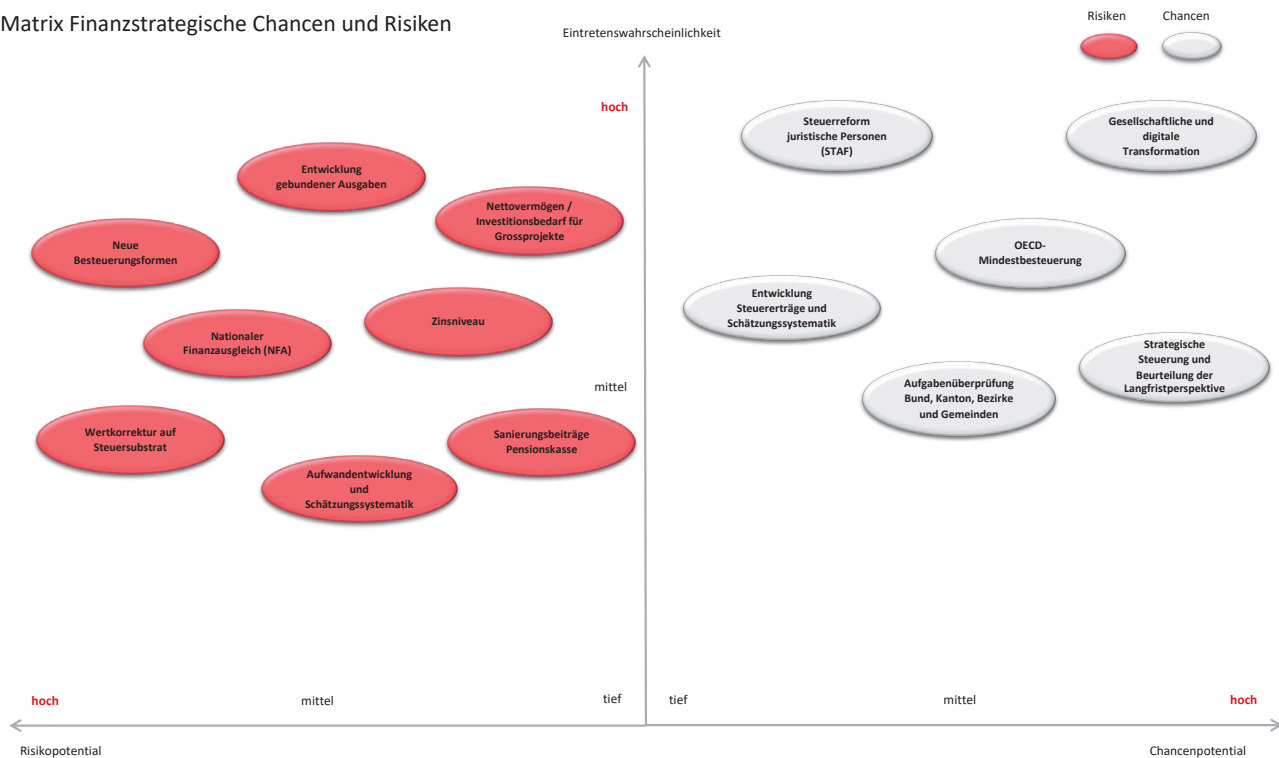 Matrix Finanzstrategische Chancen und Risiken
Eintretenswahrscheinlichkeit
Risiken
Chancen
hoch
Entwicklung
gebundener Ausgaben
Nettovermögen /
Investitionsbedarf für
Grossprojekte
Neue
Besteuerungsformen
Zinsniveau
Nationaler
Finanzausgleich (NFA)
mittel
Wertkorrektur auf
Steuersubstrat
Sanierungsbeiträge
Pensionskasse
Aufwandentwicklung
und
Schätzungssystematik
Steuerreform
juristische Personen
(STAF)
Gesellschaftliche und
digitale
Transformation
OECD-
Mindestbesteuerung
Entwicklung
Steuererträge und
Schätzungssystematik
Strategische
Steuerung und
Beurteilung der
Langfristperspektive
Aufgabenüberprüfung
Bund, Kanton, Bezirke
und Gemeinden
hoch
mittel
tief
tief
mittel
hoch
Risikopotential
Chancenpotential